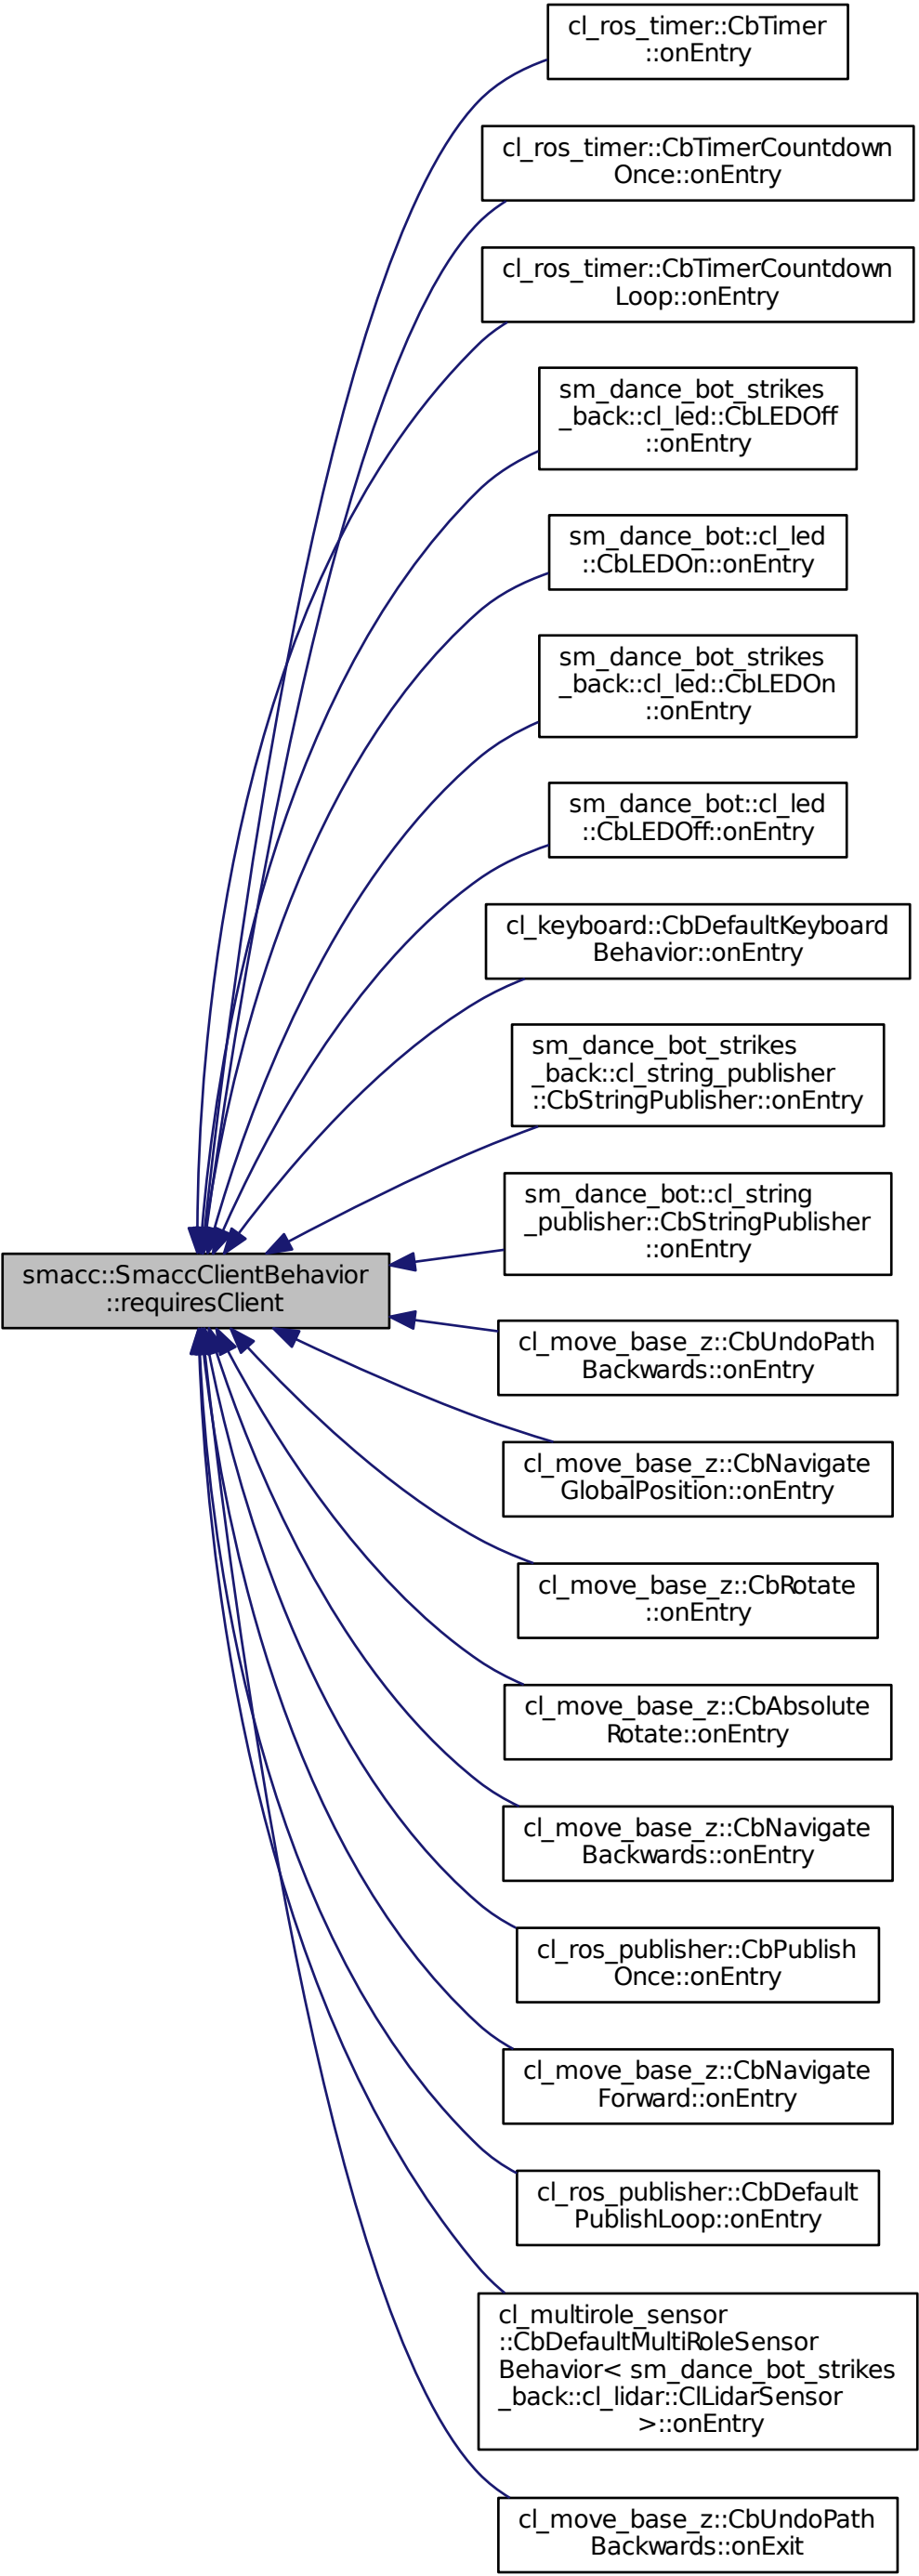 cl_ros_timer::CbTimer
::onEntry
cl_ros_timer::CbTimerCountdown
Once::onEntry
cl_ros_timer::CbTimerCountdown
Loop::onEntry
sm_dance_bot_strikes
_back::cl_led::CbLEDOff
::onEntry
sm_dance_bot::cl_led
::CbLEDOn::onEntry
sm_dance_bot_strikes
_back::cl_led::CbLEDOn
::onEntry
sm_dance_bot::cl_led
::CbLEDOff::onEntry
cl_keyboard::CbDefaultKeyboard
Behavior::onEntry
sm_dance_bot_strikes
_back::cl_string_publisher
::CbStringPublisher::onEntry
sm_dance_bot::cl_string
_publisher::CbStringPublisher
::onEntry
smacc::SmaccClientBehavior
::requiresClient
cl_move_base_z::CbUndoPath
Backwards::onEntry
cl_move_base_z::CbNavigate
GlobalPosition::onEntry
cl_move_base_z::CbRotate
::onEntry
cl_move_base_z::CbAbsolute
Rotate::onEntry
cl_move_base_z::CbNavigate
Backwards::onEntry
cl_ros_publisher::CbPublish
Once::onEntry
cl_move_base_z::CbNavigate
Forward::onEntry
cl_ros_publisher::CbDefault
PublishLoop::onEntry
cl_multirole_sensor
::CbDefaultMultiRoleSensor
Behavior< sm_dance_bot_strikes
_back::cl_lidar::ClLidarSensor
>::onEntry
cl_move_base_z::CbUndoPath
Backwards::onExit